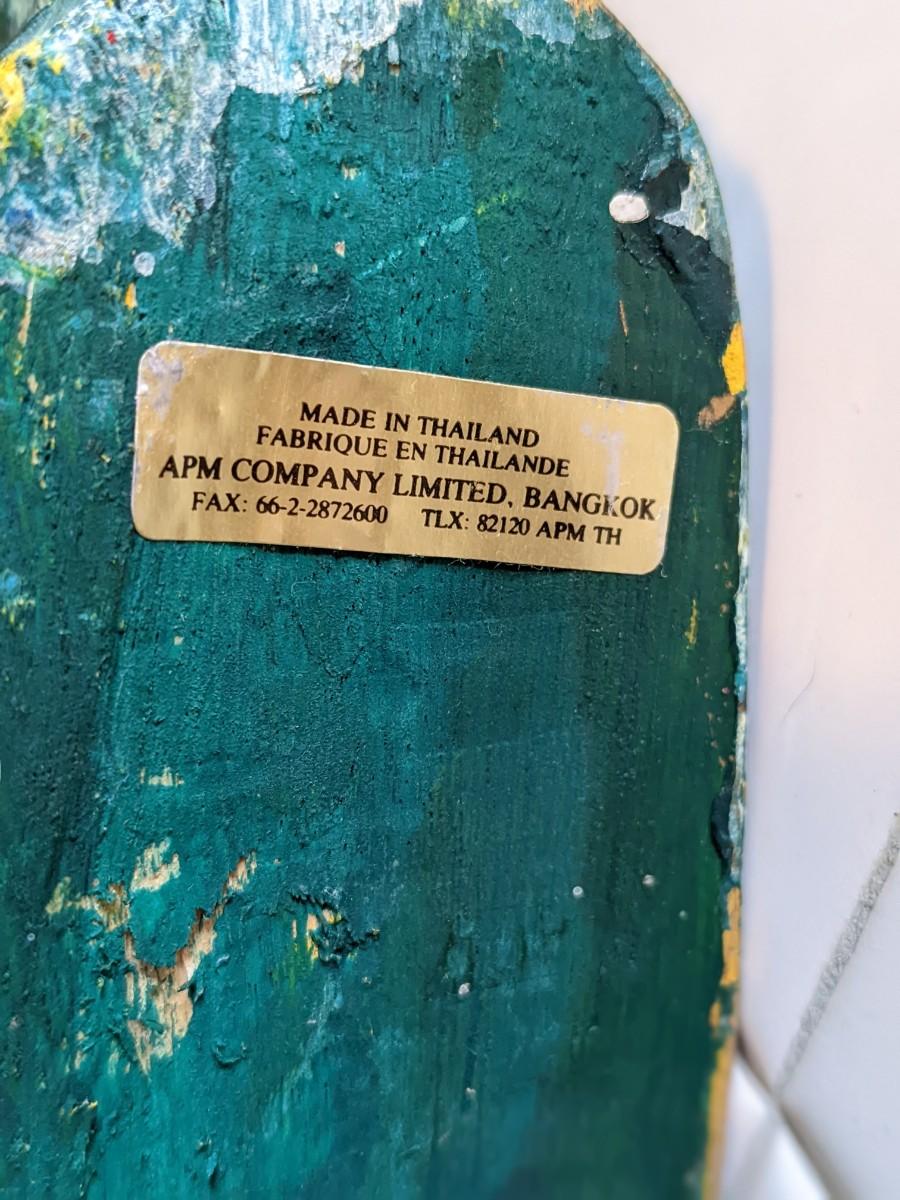 MADE IN THAILAND
FABRIQUE EN THAILANDE
APM COMPANY LIMITED, BANGKOK
FAX: 66-2-2872600 TLX: 82120 APM TH